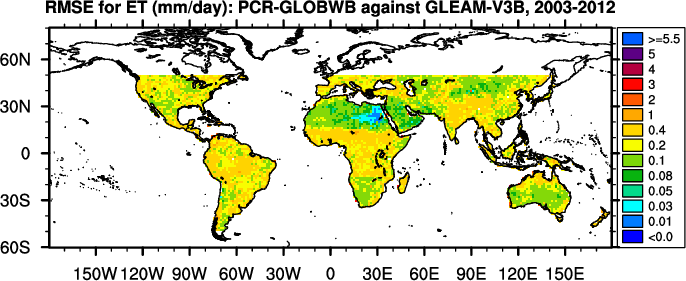 RMSE for ET (mm/day): PCR-GLOBWB against GLEAM-V3B, 2003-2012
60N
30N
0
30S
60S
150W 120W 90W 60W 30W 0 30E 60E 90E 120E 150E
>=5.5
5
4
3
2
1
0.4
0.2
0.1
0.08
0.05
0.03
0.01
<0.0